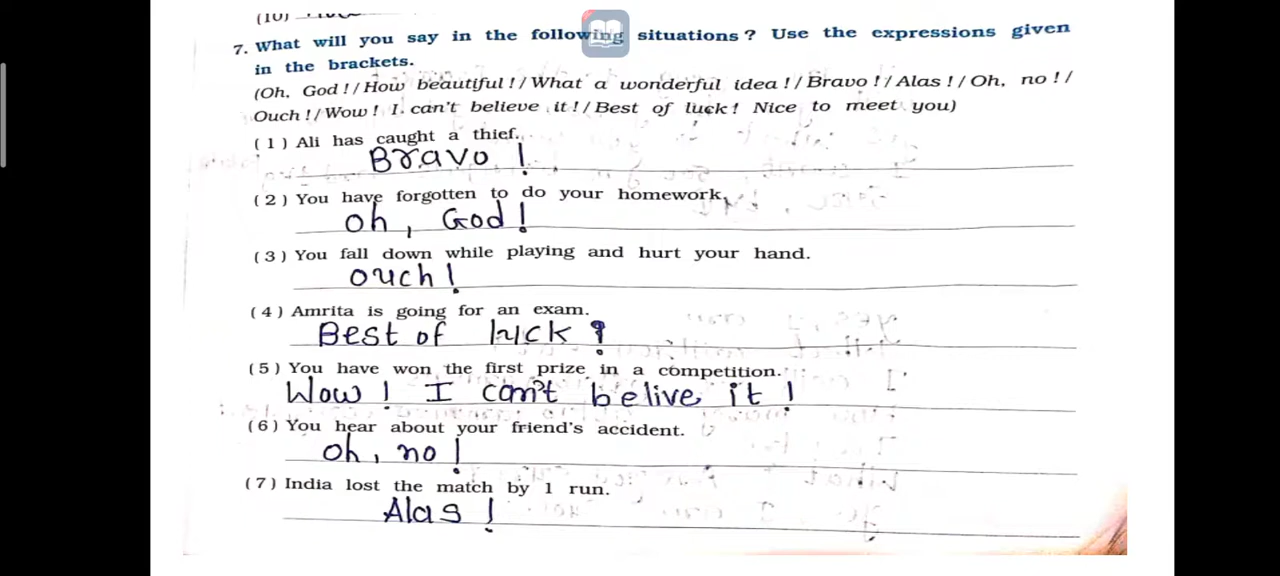 7. What will you say in the following situations ? Use the expressions given
in the brackets.
(Oh, God ! / How beautiful ! / What a wonderful idea ! / Bravo ! / Alas ! / Oh, no ! /
Ouch ! / Wow ! I can't believe it ! / Best of luck ! Nice to meet you)
(1) Ali has caught a thief.
Bravo !
(2) You have forgotten to do your homework.
oh, God !
(3) You fall down while playing and hurt your hand.
ouch !
(4) Amrita is going for an exam.
Best of luck !
(5) You have won the first prize in a competition.
Wow ! I can't belive it !
(6) You hear about your friend's accident.
oh, no !
(7) India lost the match by 1 run.
Alas !